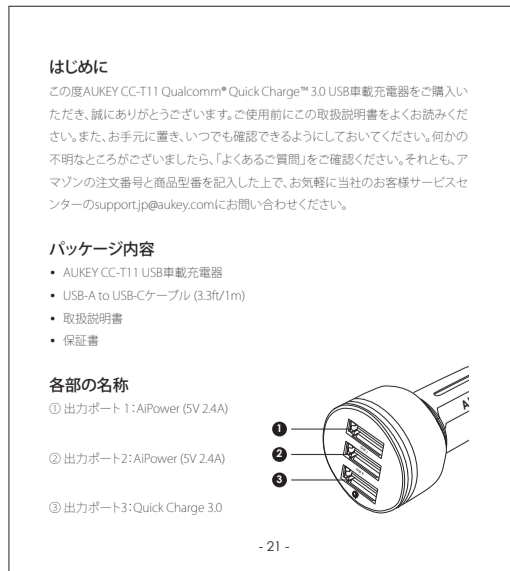 はじめに
この度AUKEY CC-T11 Qualcomm® Quick Charge™ 3.0 USB車載充電器をご購入い
ただき、誠にありがとうございます。ご使用前にこの取扱説明書をよくお読みくだ
さい。また、お手元に置き、いつでも確認できるようにしておいてください。何かの
不明なところがございましたら、「よくあるご質問」をご確認ください。それとも、ア
マゾンの注文番号と商品型番を記入した上で、お気軽に当社のお客様サービスセ
ンターのsupport.jp@aukey.comにお問い合わせください。
パッケージ内容
• AUKEY CC-T11 USB車載充電器
• USB-A to USB-Cケーブル (3.3ft/1m)
• 取扱説明書
• 保証書
各部の名称
① 出力ポート 1：AiPower (5V 2.4A)
② 出力ポート2：AiPower (5V 2.4A)
③ 出力ポート3：Quick Charge 3.0
1
2
3
- 21 -